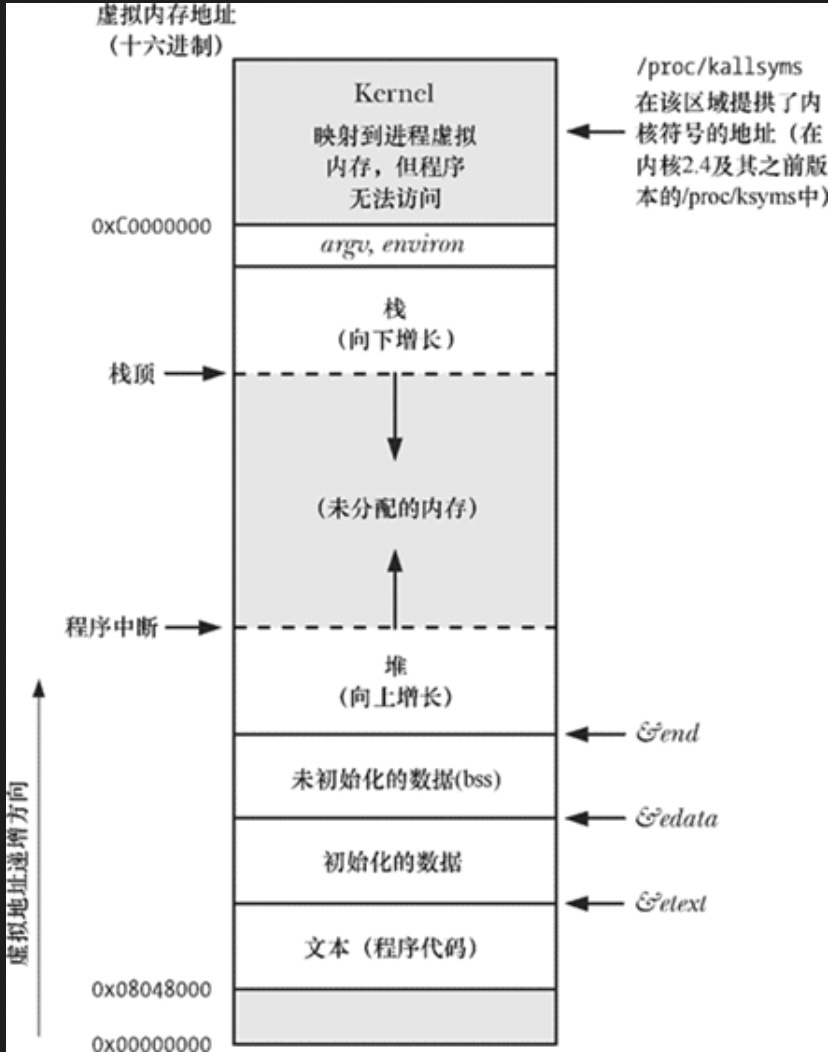 虚拟内存地址
（十六进制）
/proc/kallsyms
在该区域提拱了内
核符号的地址（在
内核2.4及其之前版
本的/proc/ksyms中）
Kernel
映射到进程虚拟
内存，但程序
无法访问
0xC0000000
argv, environ
栈
（向下增长）
栈顶
（未分配的内存）
程序中断
堆
（向上增长）
&end
未初始化的数据(bss)
&edata
初始化的数据
&etext
文本（程序代码）
0x08048000
0x00000000
虚拟地址递增方向